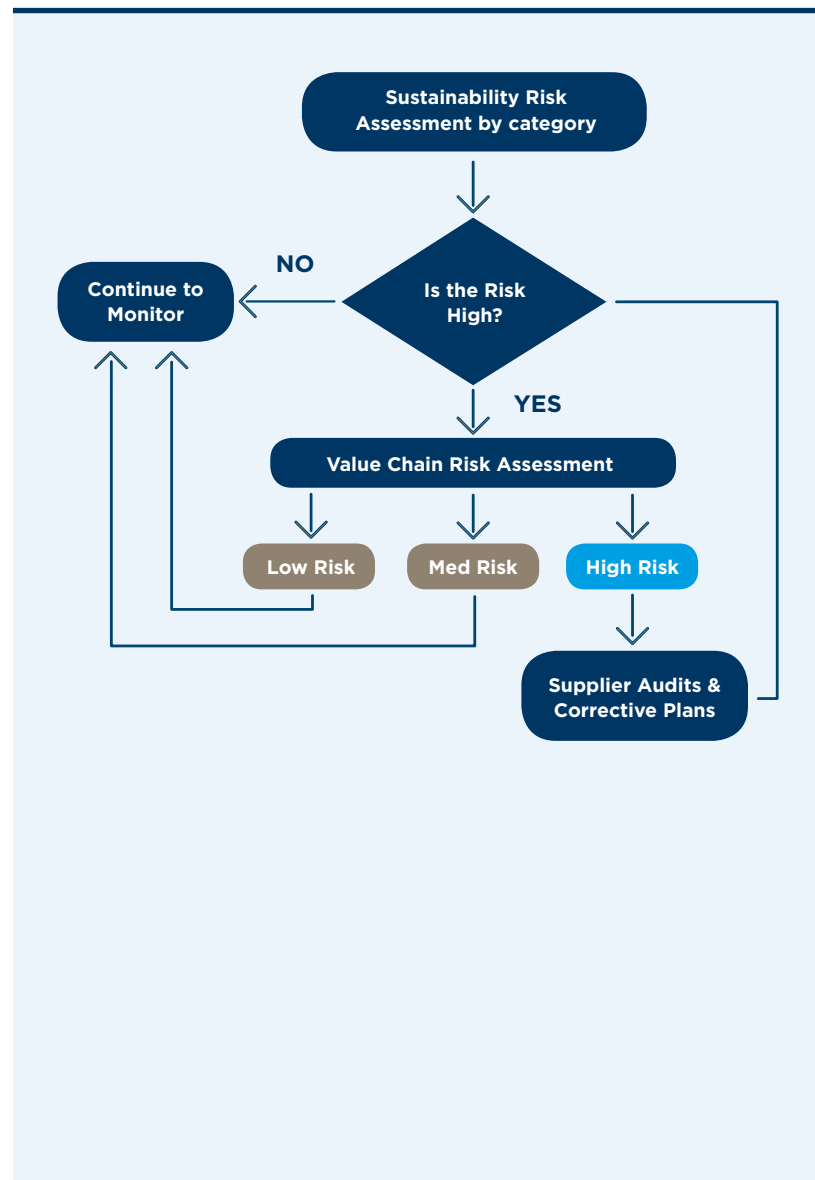 Sustainability Risk
Assessment by category
NO
Continue to
Monitor
Is the Risk
High?
YES
Value Chain Risk Assessment
Low Risk
Med Risk
High Risk
Supplier Audits &
Corrective Plans